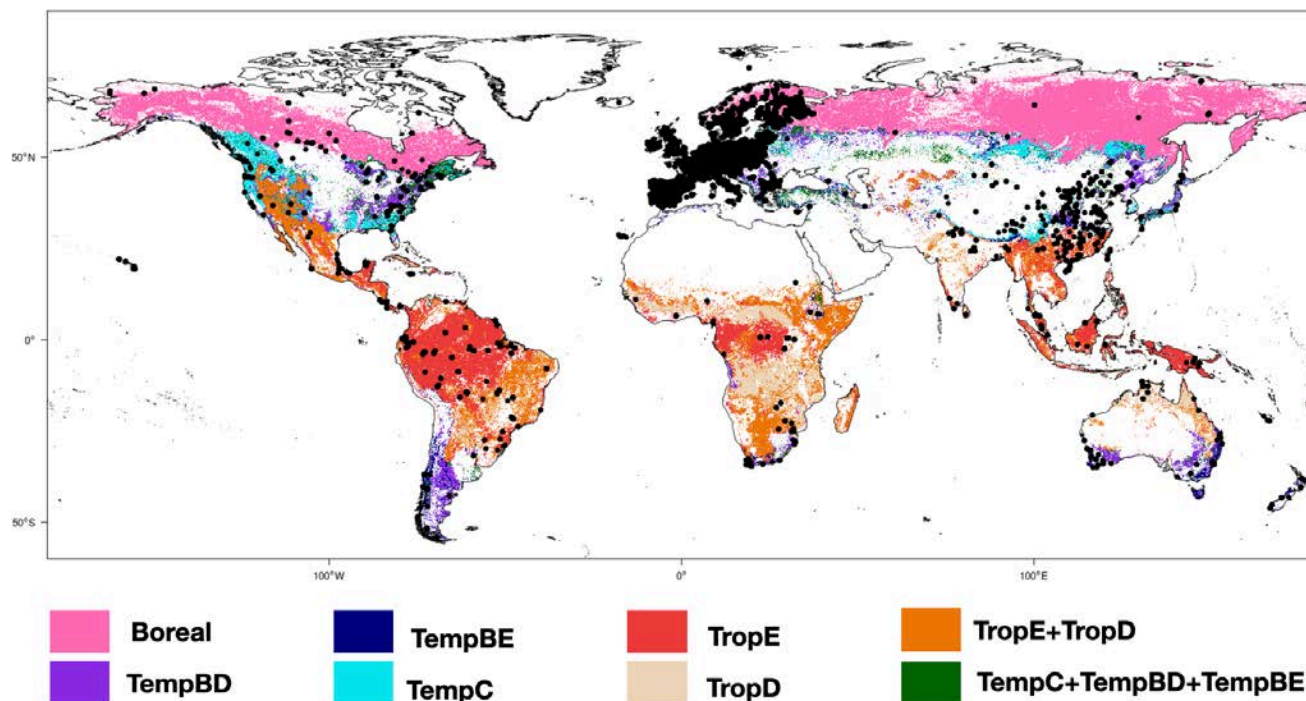 50°N
0°
50°S
100°W 0° 100°E
Boreal TempBE TropE TropE+TropD
TempBD TempC TropD TempC+TempBD+TempBE